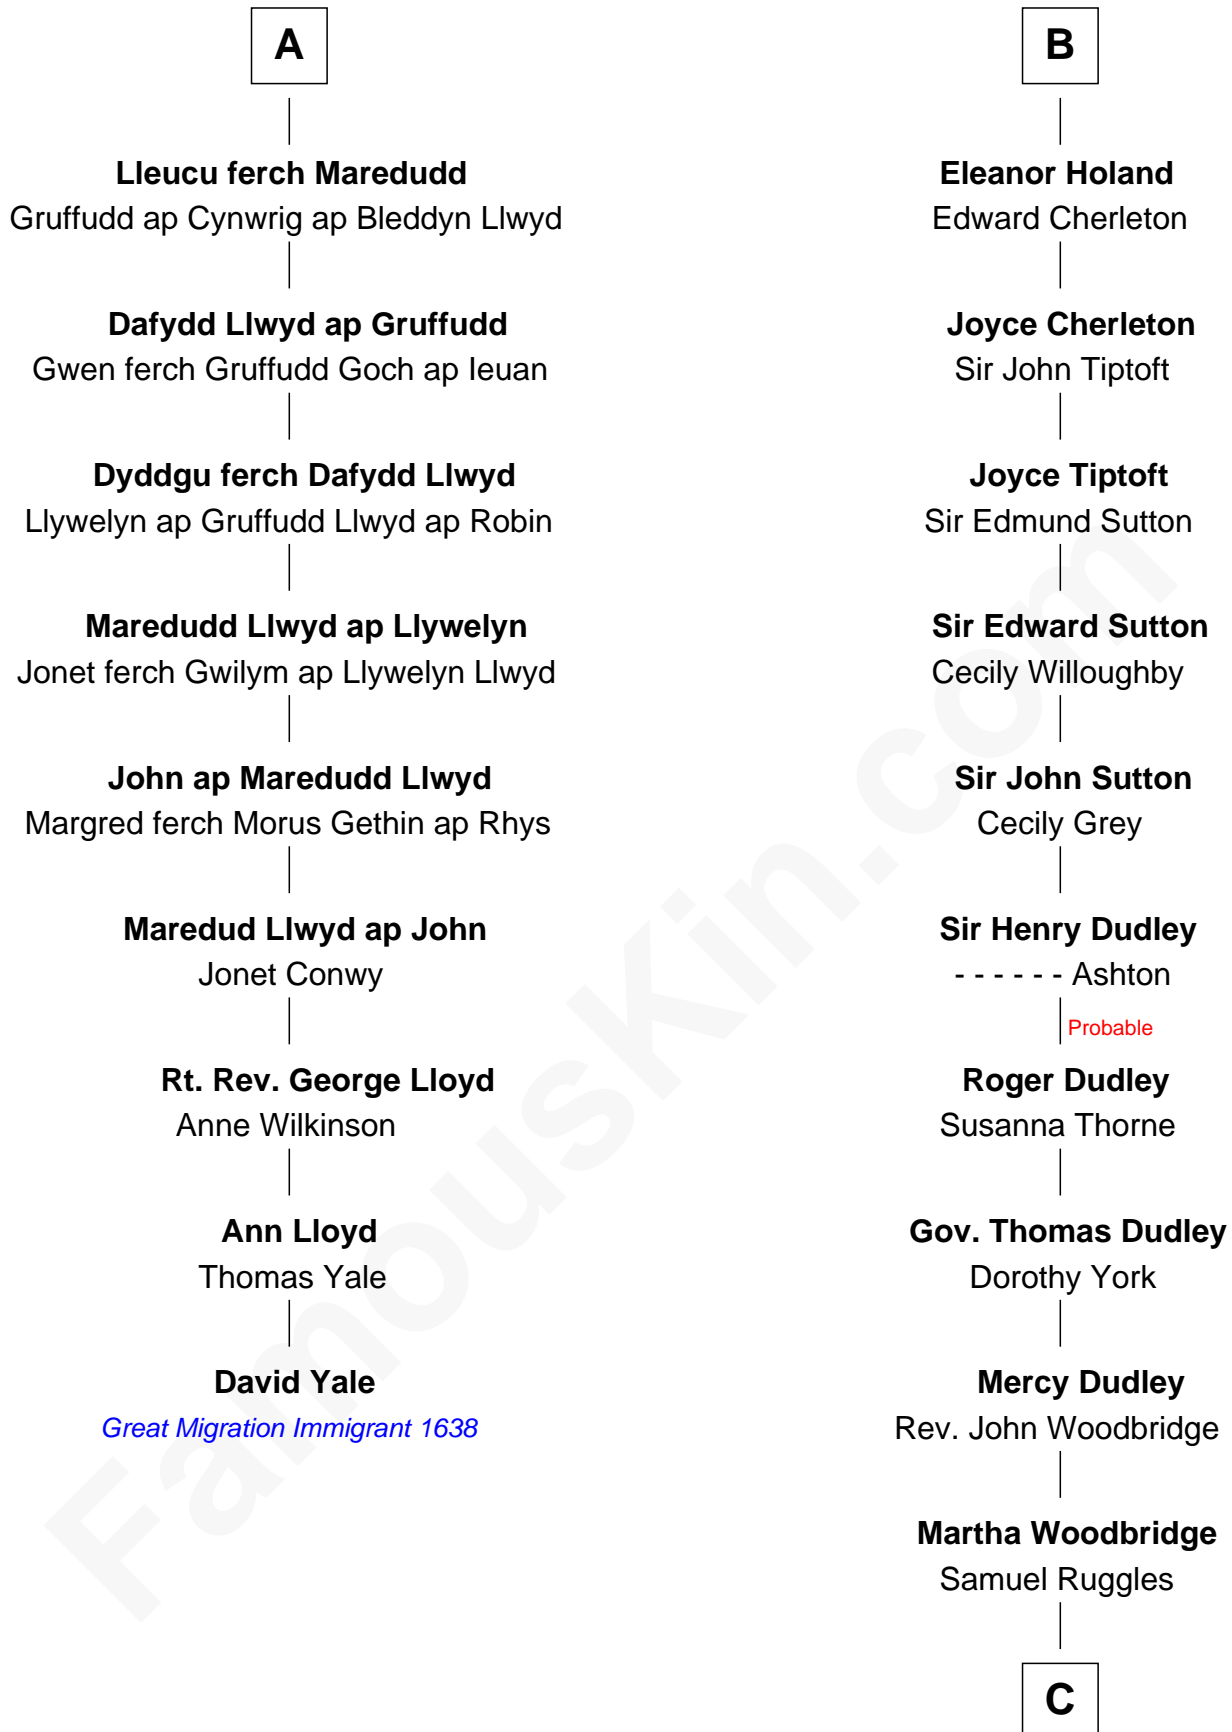 A
Lleucu ferch Maredudd
Gruffudd ap Cynwrig ap Bleddyn Llwyd
Dafydd Llwyd ap Gruffudd
Gwen ferch Gruffudd Goch ap Ieuan
Dyddgu ferch Dafydd Llwyd
Llywelyn ap Gruffudd Llwyd ap Robin
Maredudd Llwyd ap Llywelyn
Jonet ferch Gwilym ap Llywelyn Llwyd
John ap Maredudd Llwyd
Margred ferch Morus Gethin ap Rhys
Maredud Llwyd ap John
Jonet Conwy
Rt. Rev. George Lloyd
Anne Wilkinson
Ann Lloyd
Thomas Yale
David Yale
Great Migration Immigrant 1638
B
Eleanor Holand
Edward Cherleton
Joyce Cherleton
Sir John Tiptoft
Joyce Tiptoft
Sir Edmund Sutton
Sir Edward Sutton
Cecily Willoughby
Sir John Sutton
Cecily Grey
Sir Henry Dudley
- - - - - - Ashton
Probable
Roger Dudley
Susanna Thorne
Gov. Thomas Dudley
Dorothy York
Mercy Dudley
Rev. John Woodbridge
Martha Woodbridge
Samuel Ruggles
C
FamousKin.com